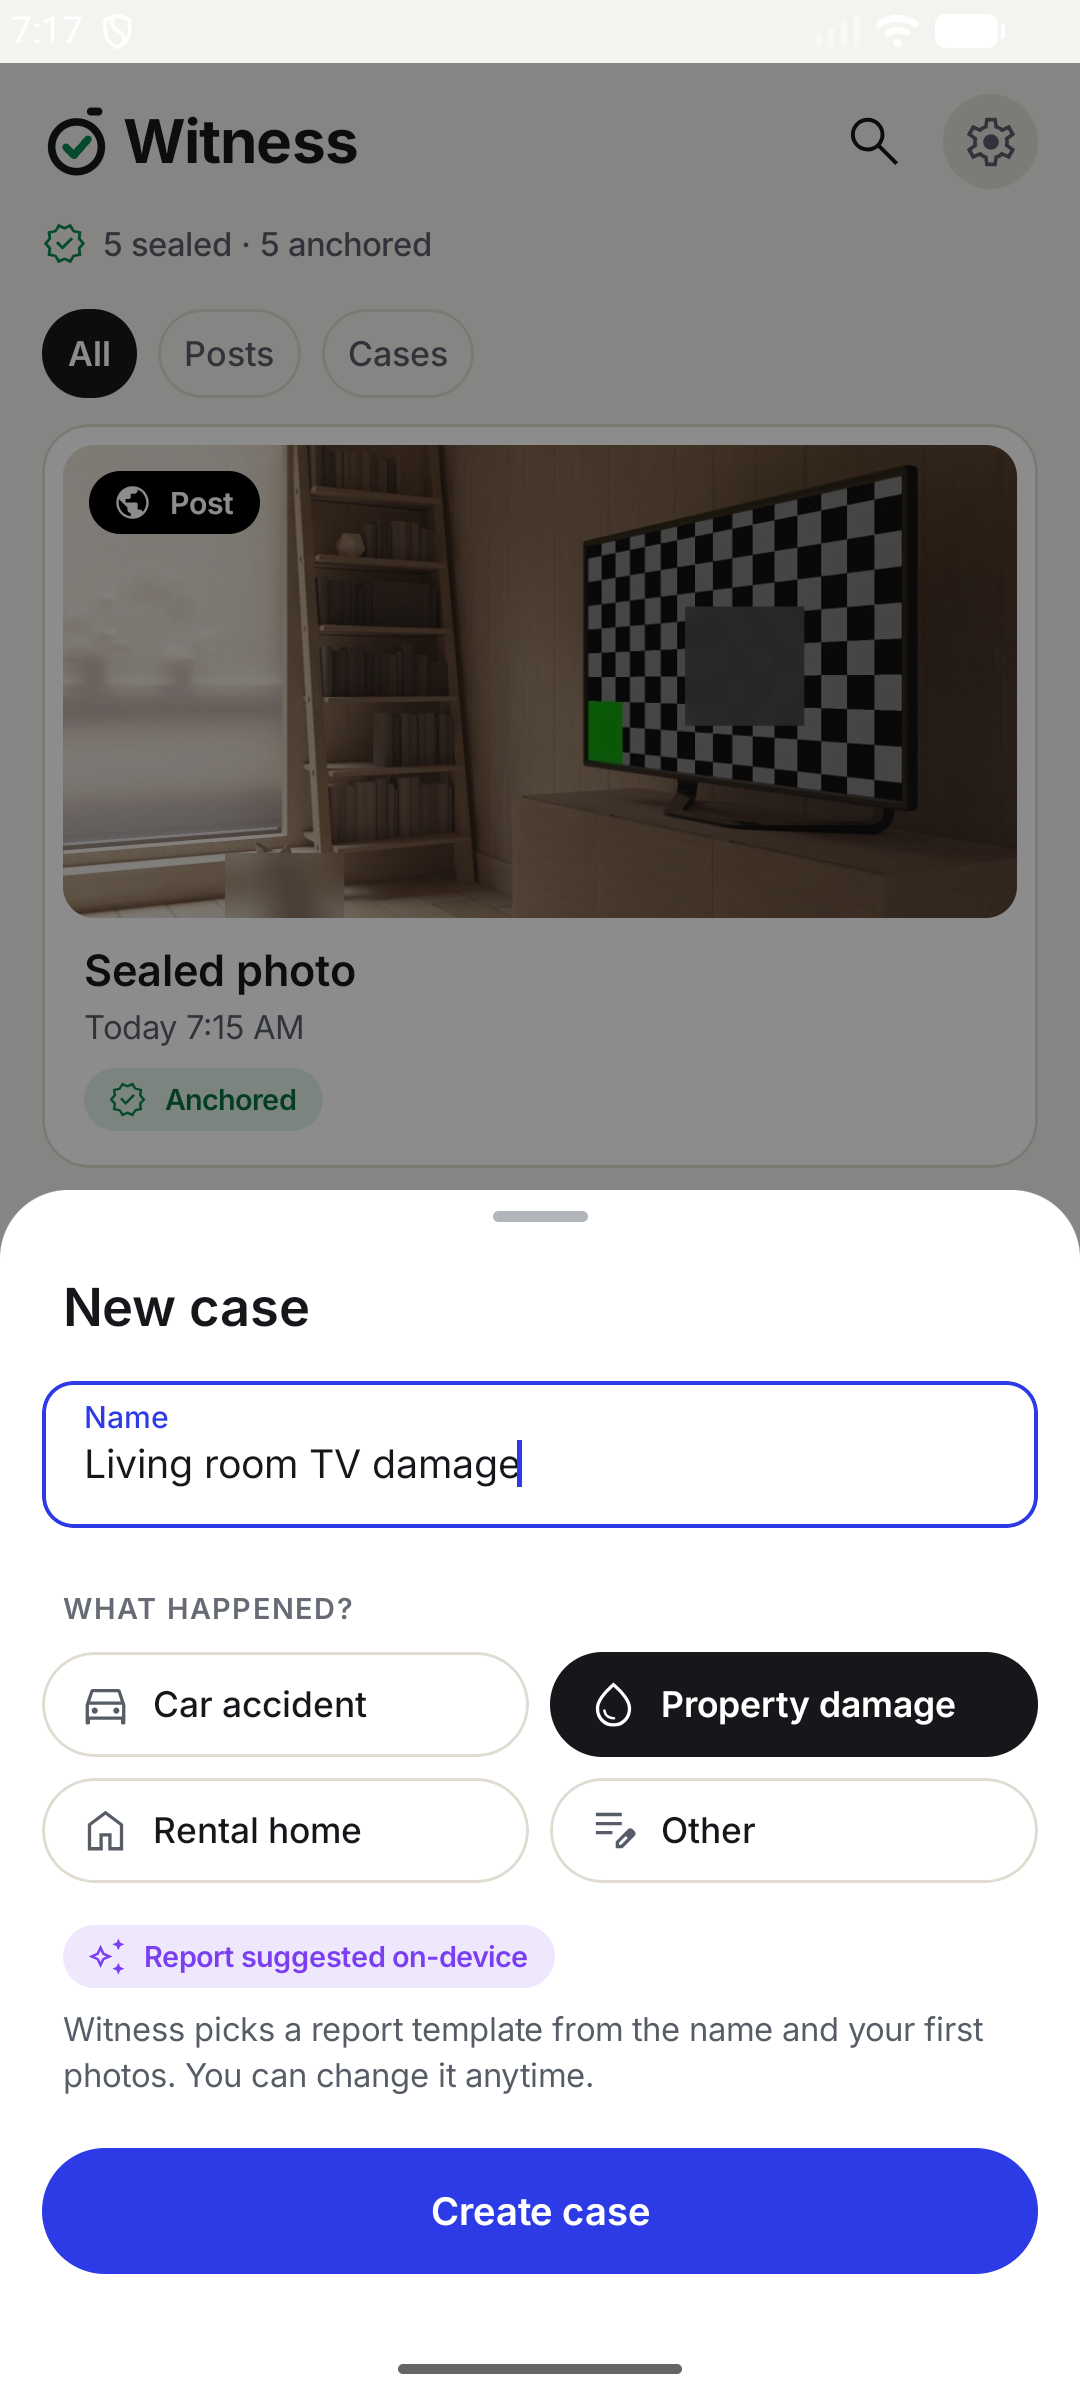 7:17
Witness
5 sealed · 5 anchored
All
Posts
Cases
Post
Sealed photo
Today 7:15 AM
Anchored
New case
Name
Living room TV damage
WHAT HAPPENED?
Car accident
Property damage
Rental home
Other
Report suggested on-device
Witness picks a report template from the name and your first
photos. You can change it anytime.
Create case